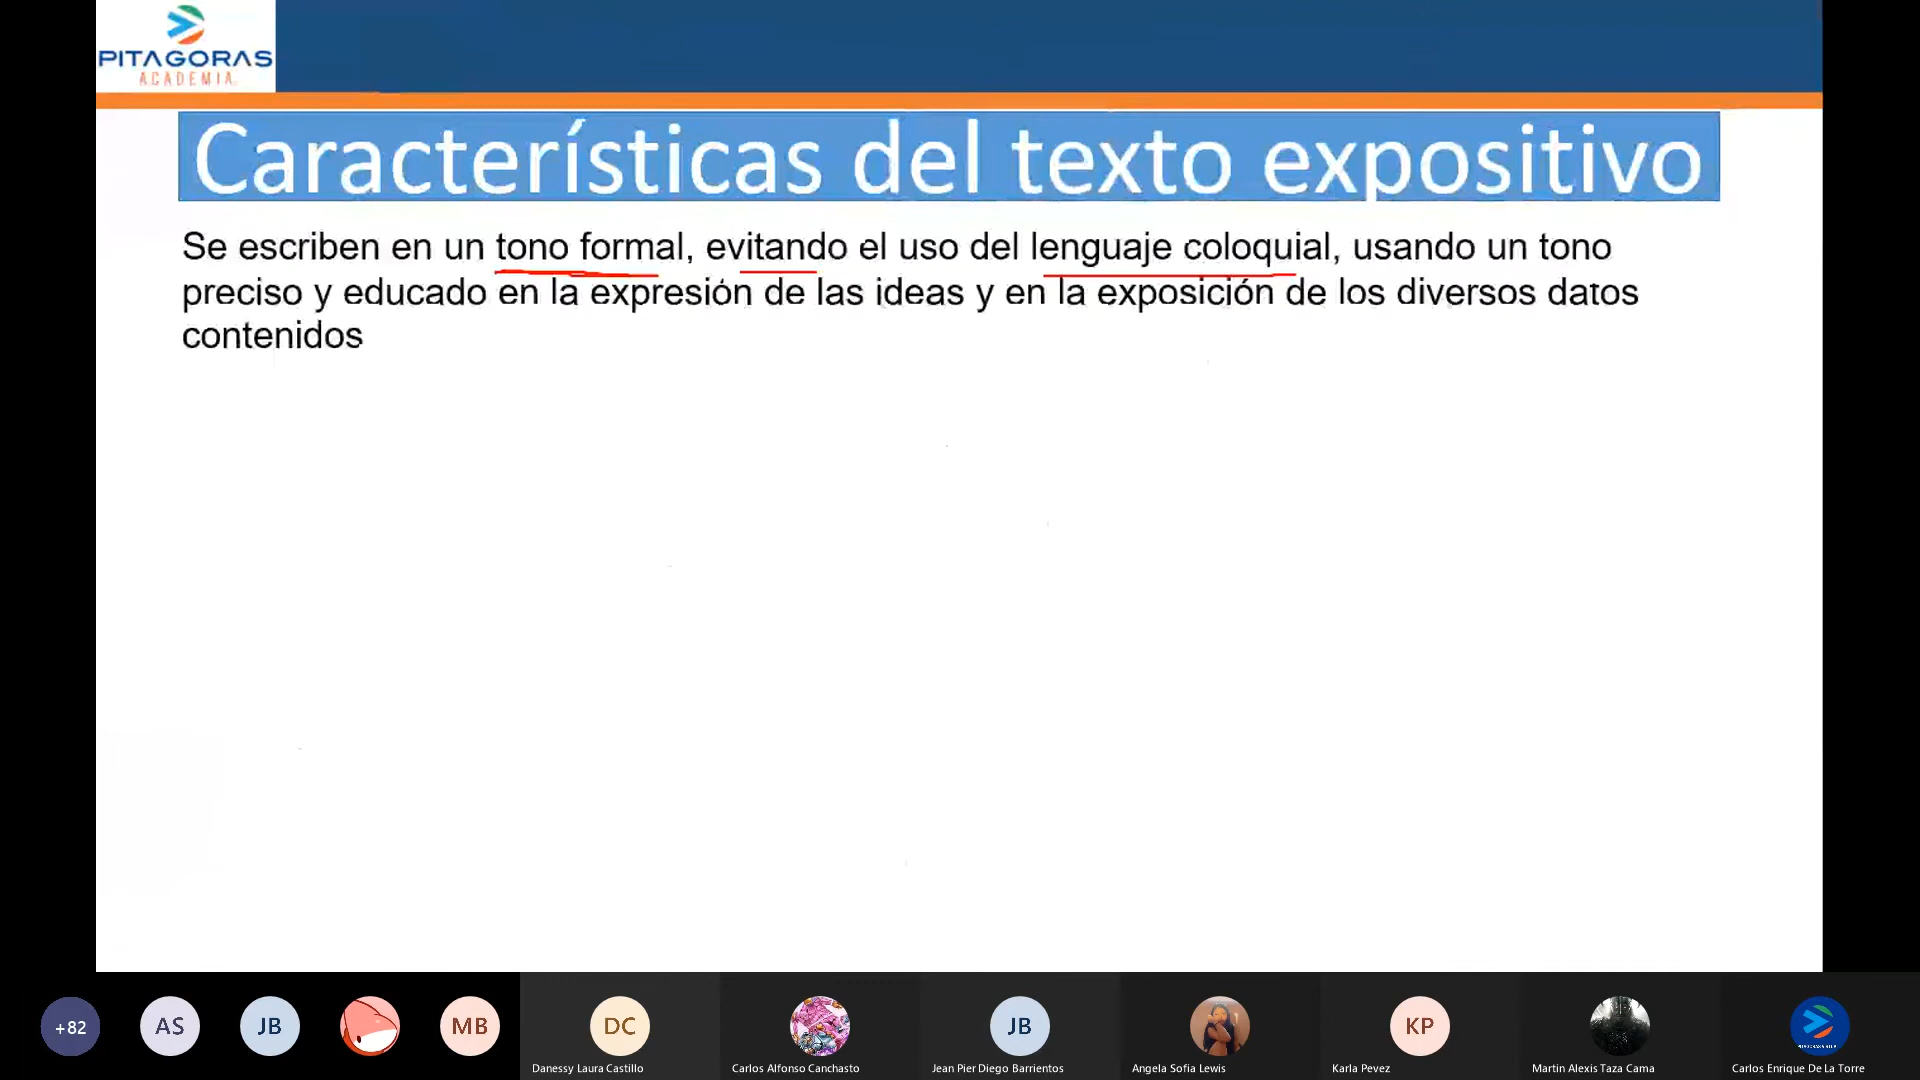 PITAGORAS
ACADEMIA
Características del texto expositivo
Se escriben en un tono formal, evitando el uso del lenguaje coloquial, usando un tono
preciso y educado en la expresión de las ideas y en la exposición de los diversos datos
contenidos
+82
AS
JB
MB
DC
JB
KP
Danessy Laura Castillo
Carlos Alfonso Canchasto
Jean Pier Diego Barrientos
Angela Sofia Lewis
Karla Pevez
Martin Alexis Taza Cama
Carlos Enrique De La Torre